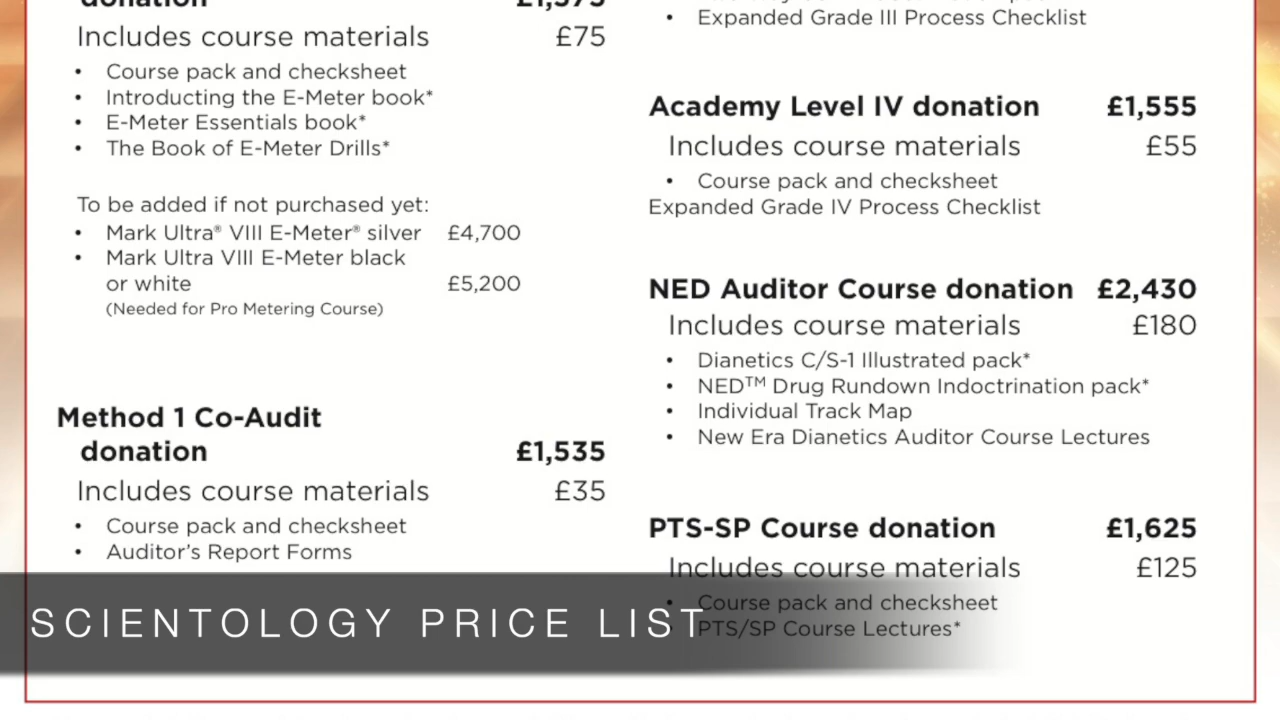 donation £1,575
Includes course materials £75
• Course pack and checksheet
• Introducting the E-Meter book*
• E-Meter Essentials book*
• The Book of E-Meter Drills*
To be added if not purchased yet:
• Mark Ultra® VIII E-Meter® silver £4,700
• Mark Ultra VIII E-Meter black
or white £5,200
(Needed for Pro Metering Course)
Method 1 Co-Audit
donation £1,535
Includes course materials £35
• Course pack and checksheet
• Auditor's Report Forms
• Expanded Grade III Process Checklist
Academy Level IV donation £1,555
Includes course materials £55
• Course pack and checksheet
Expanded Grade IV Process Checklist
NED Auditor Course donation £2,430
Includes course materials £180
• Dianetics C/S-1 Illustrated pack*
• NED™ Drug Rundown Indoctrination pack*
• Individual Track Map
• New Era Dianetics Auditor Course Lectures
PTS-SP Course donation £1,625
Includes course materials £125
• Course pack and checksheet
• PTS/SP Course Lectures*
SCIENTOLOGY PRICE LIST